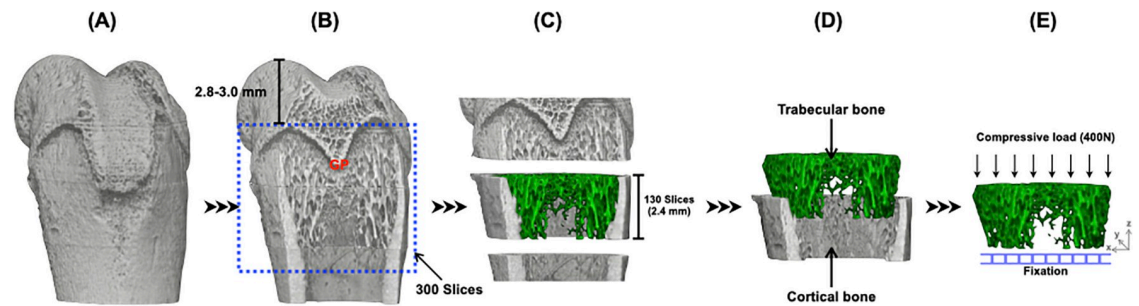 (A)
(B)
(C)
(D)
(E)
2.8-3.0 mm
GP
300 Slices
130 Slices
(2.4 mm)
Trabecular bone
Cortical bone
Compressive load (400N)
z
y
x
Fixation